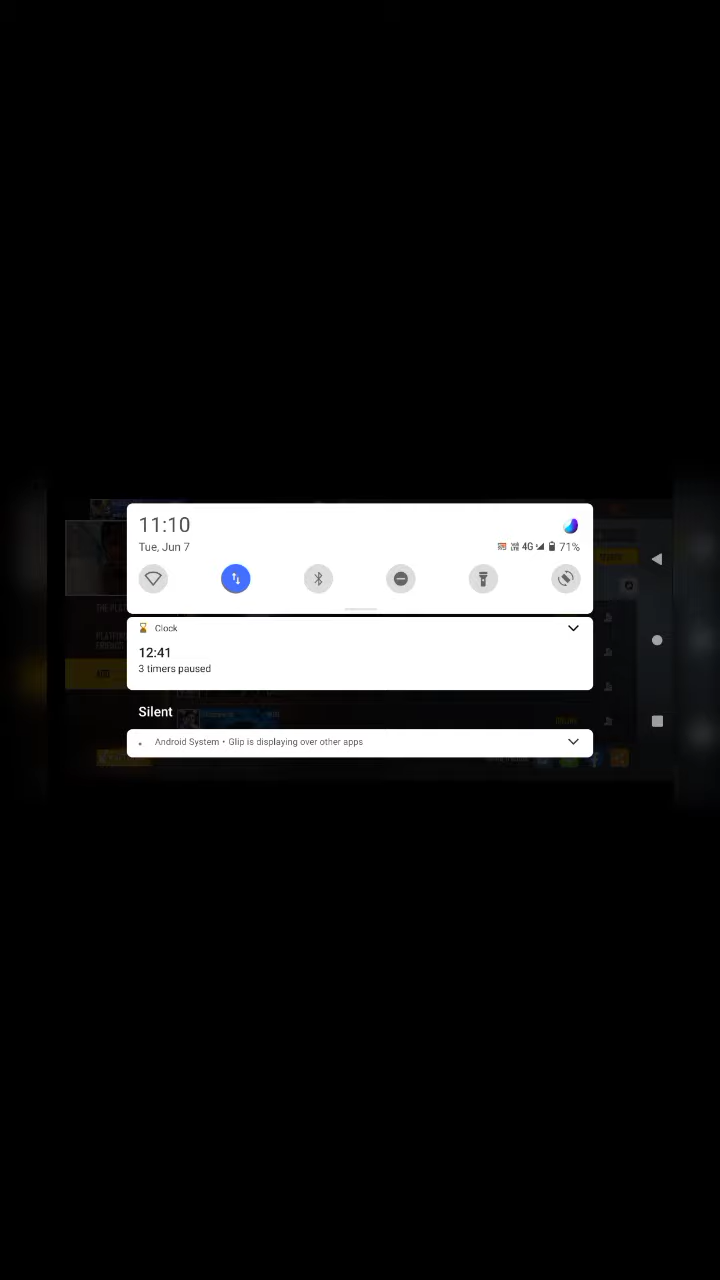 11:10
Tue, Jun 7
4G 71%
Clock
12:41
3 timers paused
Silent
Android System • Glip is displaying over other apps